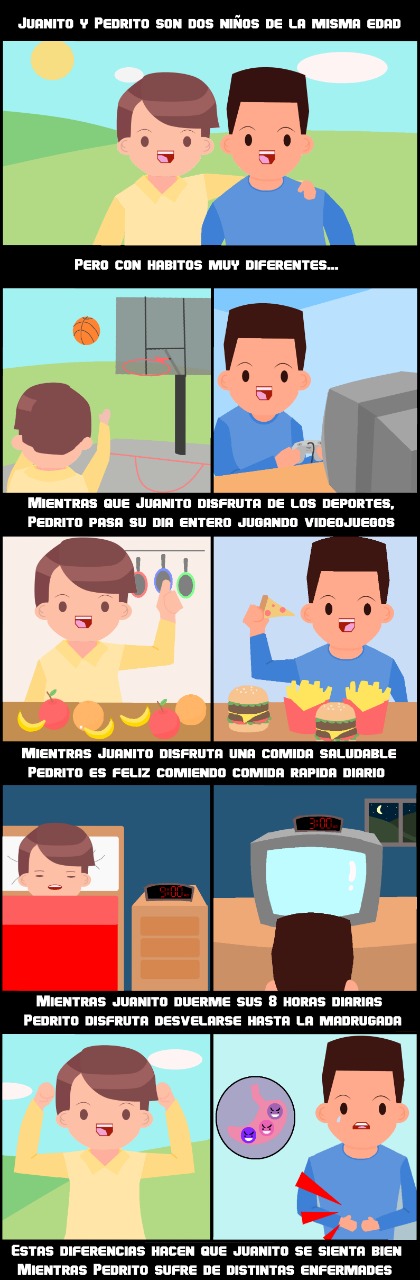 Juanito y Pedrito son dos niños de la misma edad
Pero con habitos muy diferentes...
Mientras que Juanito disfruta de los deportes,
Pedrito pasa su dia entero jugando videojuegos
Mientras Juanito disfruta una comida saludable
Pedrito es feliz comiendo comida rapida diario
9:00
3:00
Mientras juanito duerme sus 8 horas diarias
Pedrito disfruta desvelarse hasta la madrugada
Estas diferencias hacen que juanito se sienta bien
Mientras Pedrito sufre de distintas enfermades